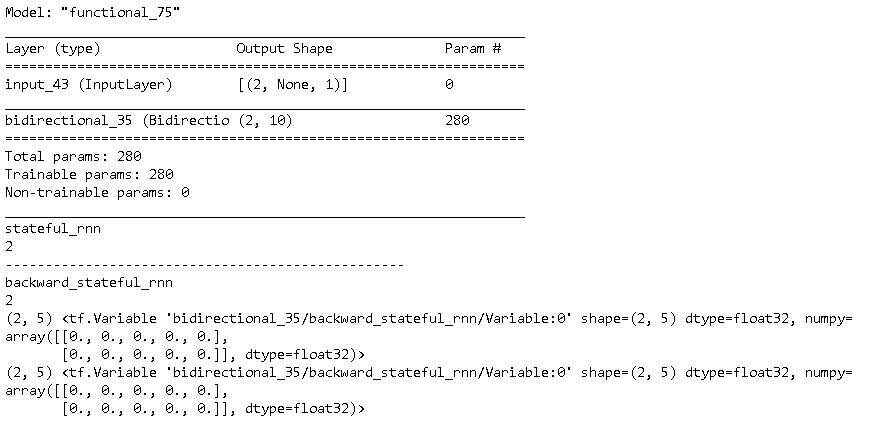 Model: "functional_75"
Layer (type)                 Output Shape              Param #
=================================================================
input_43 (InputLayer)        [(2, None, 1)]            0
bidirectional_35 (Bidirectio (2, 10)                   280
=================================================================
Total params: 280
Trainable params: 280
Non-trainable params: 0
stateful_rnn
2
--------------------------------------------------
backward_stateful_rnn
2
(2, 5) <tf.Variable 'bidirectional_35/backward_stateful_rnn/Variable:0' shape=(2, 5) dtype=float32, numpy=
array([[0., 0., 0., 0., 0.],
       [0., 0., 0., 0., 0.]], dtype=float32)>
(2, 5) <tf.Variable 'bidirectional_35/backward_stateful_rnn/Variable:0' shape=(2, 5) dtype=float32, numpy=
array([[0., 0., 0., 0., 0.],
       [0., 0., 0., 0., 0.]], dtype=float32)>